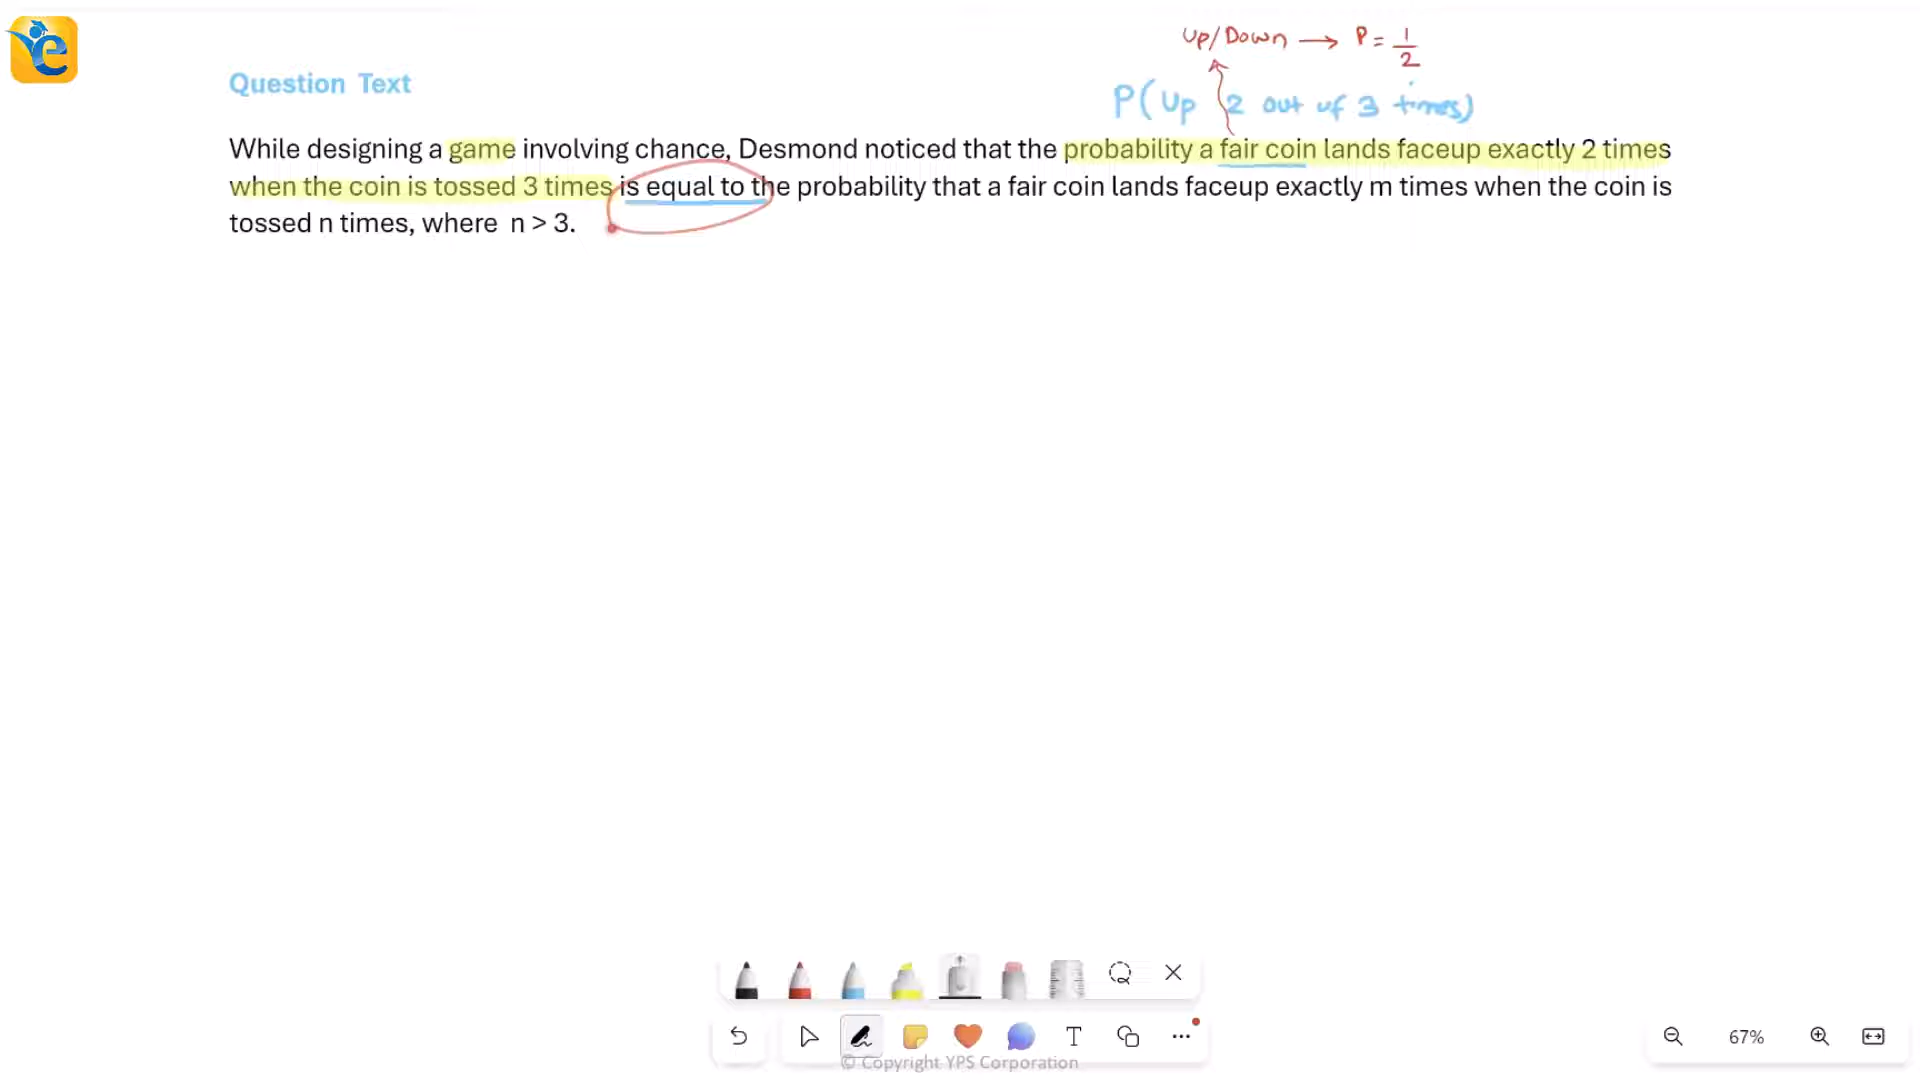 Up/Down → P = 1/2
Question Text
P(Up 2 out of 3 times)
While designing a game involving chance, Desmond noticed that the probability a fair coin lands faceup exactly 2 times
when the coin is tossed 3 times is equal to the probability that a fair coin lands faceup exactly m times when the coin is
tossed n times, where n > 3.
67%
© Copyright YPS Corporation